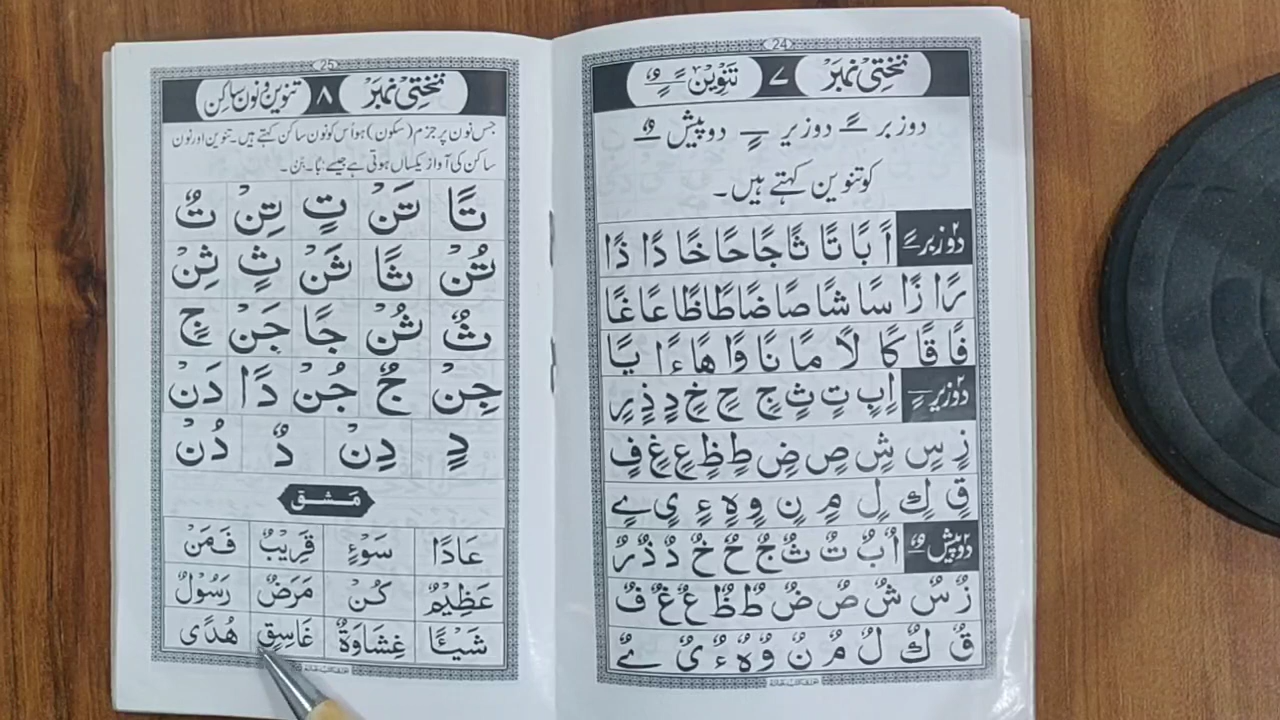 24
تختی نمبر ۷ تنوین ـًـٍـٌ
دو زبر ـً دو زیر ـٍ دو پیش ـٌ
کو تنوین کہتے ہیں۔
دو زبر ـً اً بًا تًا ثًا جًا حًا خًا دًا ذًا
رًا زًا سًا شًا صًا ضًا طًا ظًا عًا غًا
فًا قًا كًا لًا مًا نًا وًا هًا ءًا يًا
دو زیر ـٍ اٍ بٍ تٍ ثٍ جٍ حٍ خٍ دٍ ذٍ رٍ
زٍ سٍ شٍ صٍ ضٍ طٍ ظٍ عٍ غٍ فٍ
قٍ كٍ لٍ مٍ نٍ وٍ هٍ ءٍ یٍ ےٍ
دو پیش ـٌ اٌ بٌ تٌ ثٌ جٌ حٌ خٌ دٌ ذٌ رٌ
زٌ سٌ شٌ صٌ ضٌ طٌ ظٌ عٌ غٌ فٌ
قٌ كٌ لٌ مٌ نٌ وٌ هٌ ءٌ یٌ ےٌ
25
تختی نمبر ۸ تنوین و نون ساکن
جس نون پر جزم (سکون) ہو اُس کو نون ساکن کہتے ہیں۔ تنوین اور نون
ساکن کی آواز یکساں ہوتی ہے جیسے: بًا۔ بَنْ۔
تًا تَنْ تٍ تِنْ تٌ
تُنْ ثًا ثَنْ ثٍ ثِنْ
ثٌ ثُنْ جًا جَنْ جٍ
جِنْ جٌ جُنْ دًا دَنْ
دٍ دِنْ دٌ دُنْ
مشق
عَادًا سَوْءٍ قَرِيْبٌ فَمَنْ
عَظِيْمٌ كُنْ مَرَضٌ رَسُوْلٌ
شَيْـًٔا غِشَاوَةٌ غَاسِقٍ هُدًى